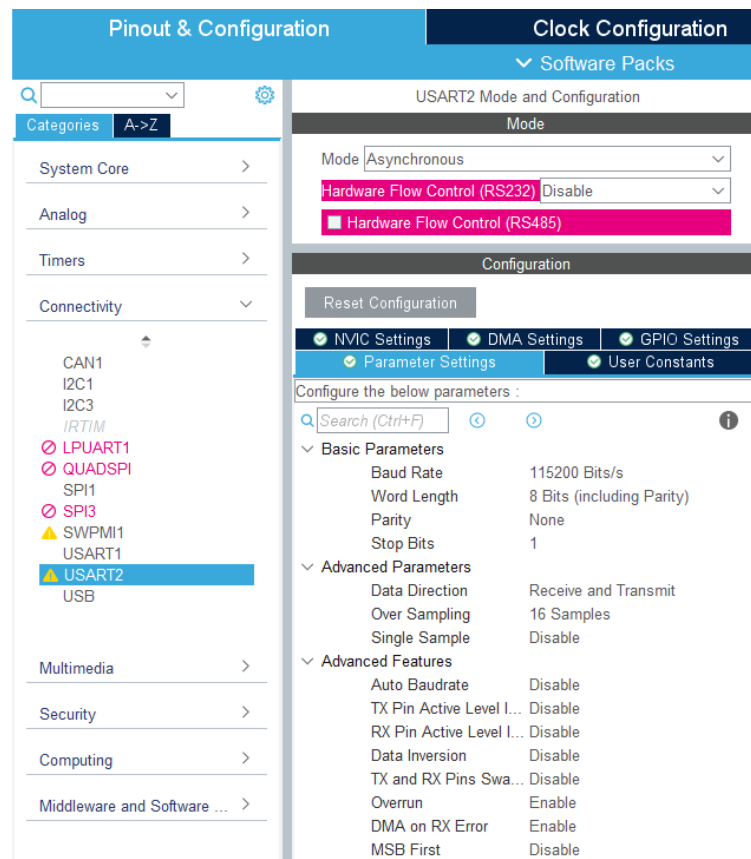 Pinout & Configuration
Clock Configuration
Software Packs
Categories
A->Z
System Core
Analog
Timers
Connectivity
CAN1
I2C1
I2C3
IRTIM
LPUART1
QUADSPI
SPI1
SPI3
SWPMI1
USART1
USART2
USB
Multimedia
Security
Computing
Middleware and Software ...
USART2 Mode and Configuration
Mode
Mode Asynchronous
Hardware Flow Control (RS232) Disable
Hardware Flow Control (RS485)
Configuration
Reset Configuration
NVIC Settings
DMA Settings
GPIO Settings
Parameter Settings
User Constants
Configure the below parameters :
Search (Ctrl+F)
Basic Parameters
Baud Rate 115200 Bits/s
Word Length 8 Bits (including Parity)
Parity None
Stop Bits 1
Advanced Parameters
Data Direction Receive and Transmit
Over Sampling 16 Samples
Single Sample Disable
Advanced Features
Auto Baudrate Disable
TX Pin Active Level I... Disable
RX Pin Active Level I... Disable
Data Inversion Disable
TX and RX Pins Swa... Disable
Overrun Enable
DMA on RX Error Enable
MSB First Disable